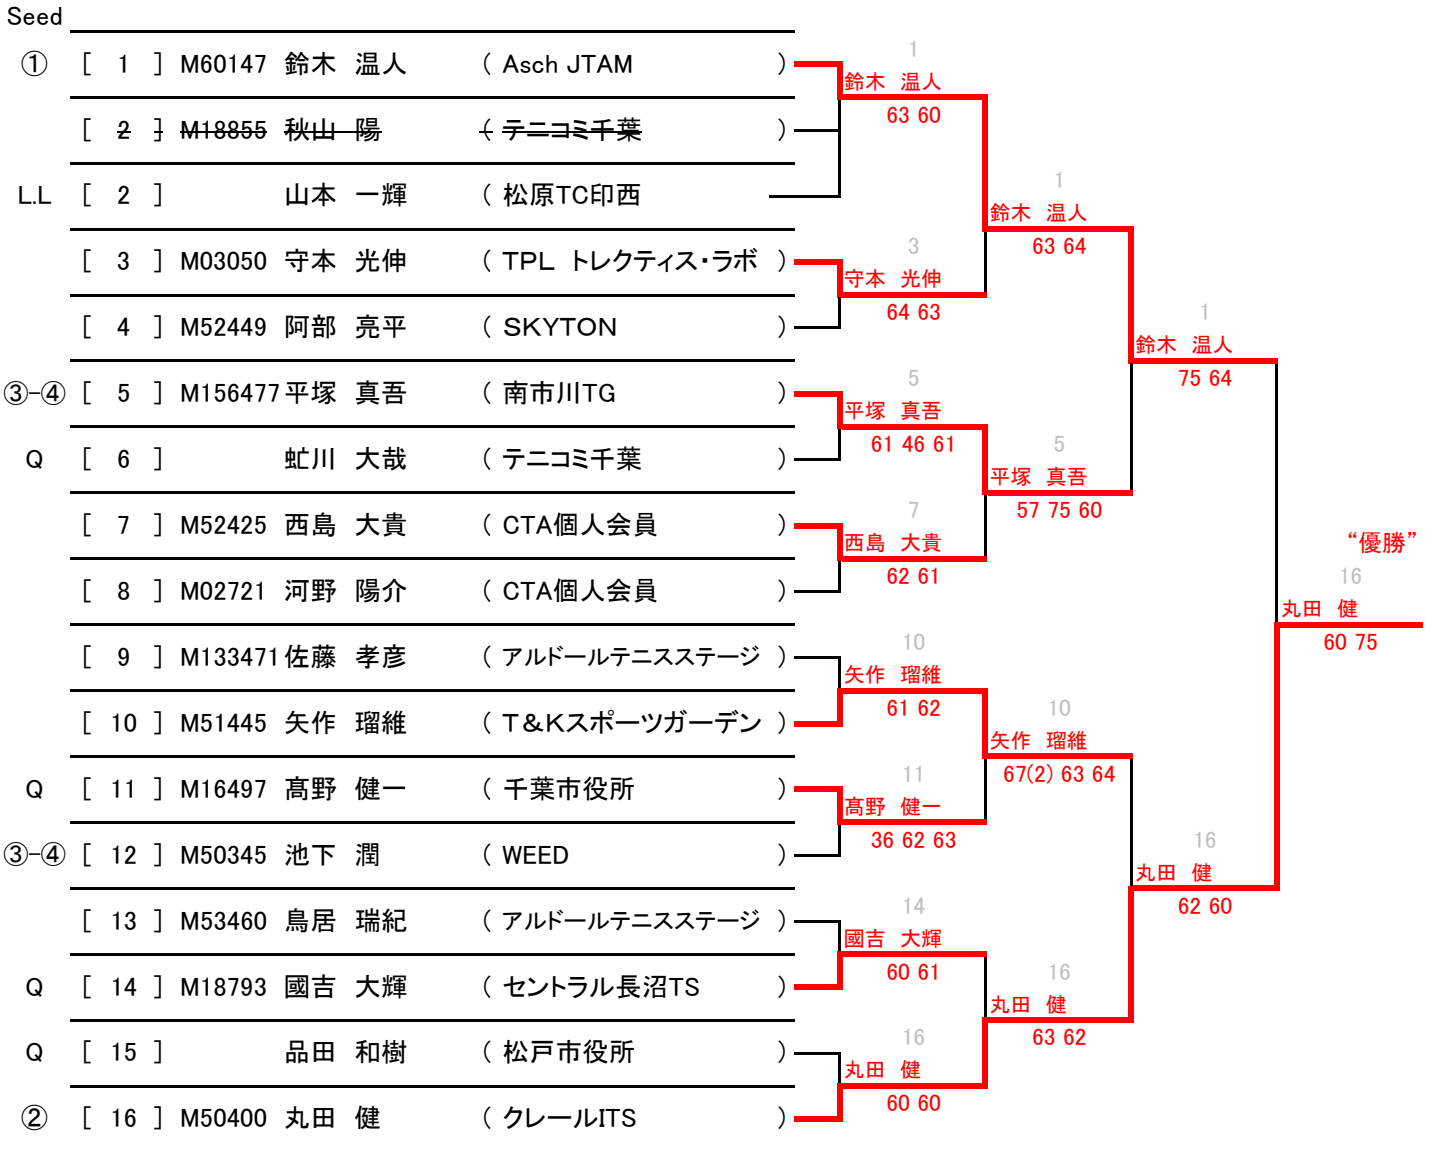 Seed
① [ 1 ] M60147 鈴木 温人 ( Asch JTAM )
[ 2 ] M18855 秋山 陽 ( テニコミ千葉 )
L.L [ 2 ] 山本 一輝 ( 松原TC印西
[ 3 ] M03050 守本 光伸 ( TPL トレクティス・ラボ )
[ 4 ] M52449 阿部 亮平 ( SKYTON )
③-④ [ 5 ] M156477 平塚 真吾 ( 南市川TG )
Q [ 6 ] 虻川 大哉 ( テニコミ千葉 )
[ 7 ] M52425 西島 大貴 ( CTA個人会員 )
[ 8 ] M02721 河野 陽介 ( CTA個人会員 )
[ 9 ] M133471 佐藤 孝彦 ( アルドールテニスステージ )
[ 10 ] M51445 矢作 瑠維 ( T&Kスポーツガーデン )
Q [ 11 ] M16497 髙野 健一 ( 千葉市役所 )
③-④ [ 12 ] M50345 池下 潤 ( WEED )
[ 13 ] M53460 鳥居 瑞紀 ( アルドールテニスステージ )
Q [ 14 ] M18793 國吉 大輝 ( セントラル長沼TS )
Q [ 15 ] 品田 和樹 ( 松戸市役所 )
② [ 16 ] M50400 丸田 健 ( クレールITS )
1
鈴木 温人
63 60
3
守本 光伸
64 63
5
平塚 真吾
61 46 61
7
西島 大貴
62 61
10
矢作 瑠維
61 62
11
髙野 健一
36 62 63
14
國吉 大輝
60 61
16
丸田 健
60 60
1
鈴木 温人
63 64
5
平塚 真吾
57 75 60
10
矢作 瑠維
67(2) 63 64
16
丸田 健
63 62
1
鈴木 温人
75 64
16
丸田 健
62 60
“優勝”
16
丸田 健
60 75